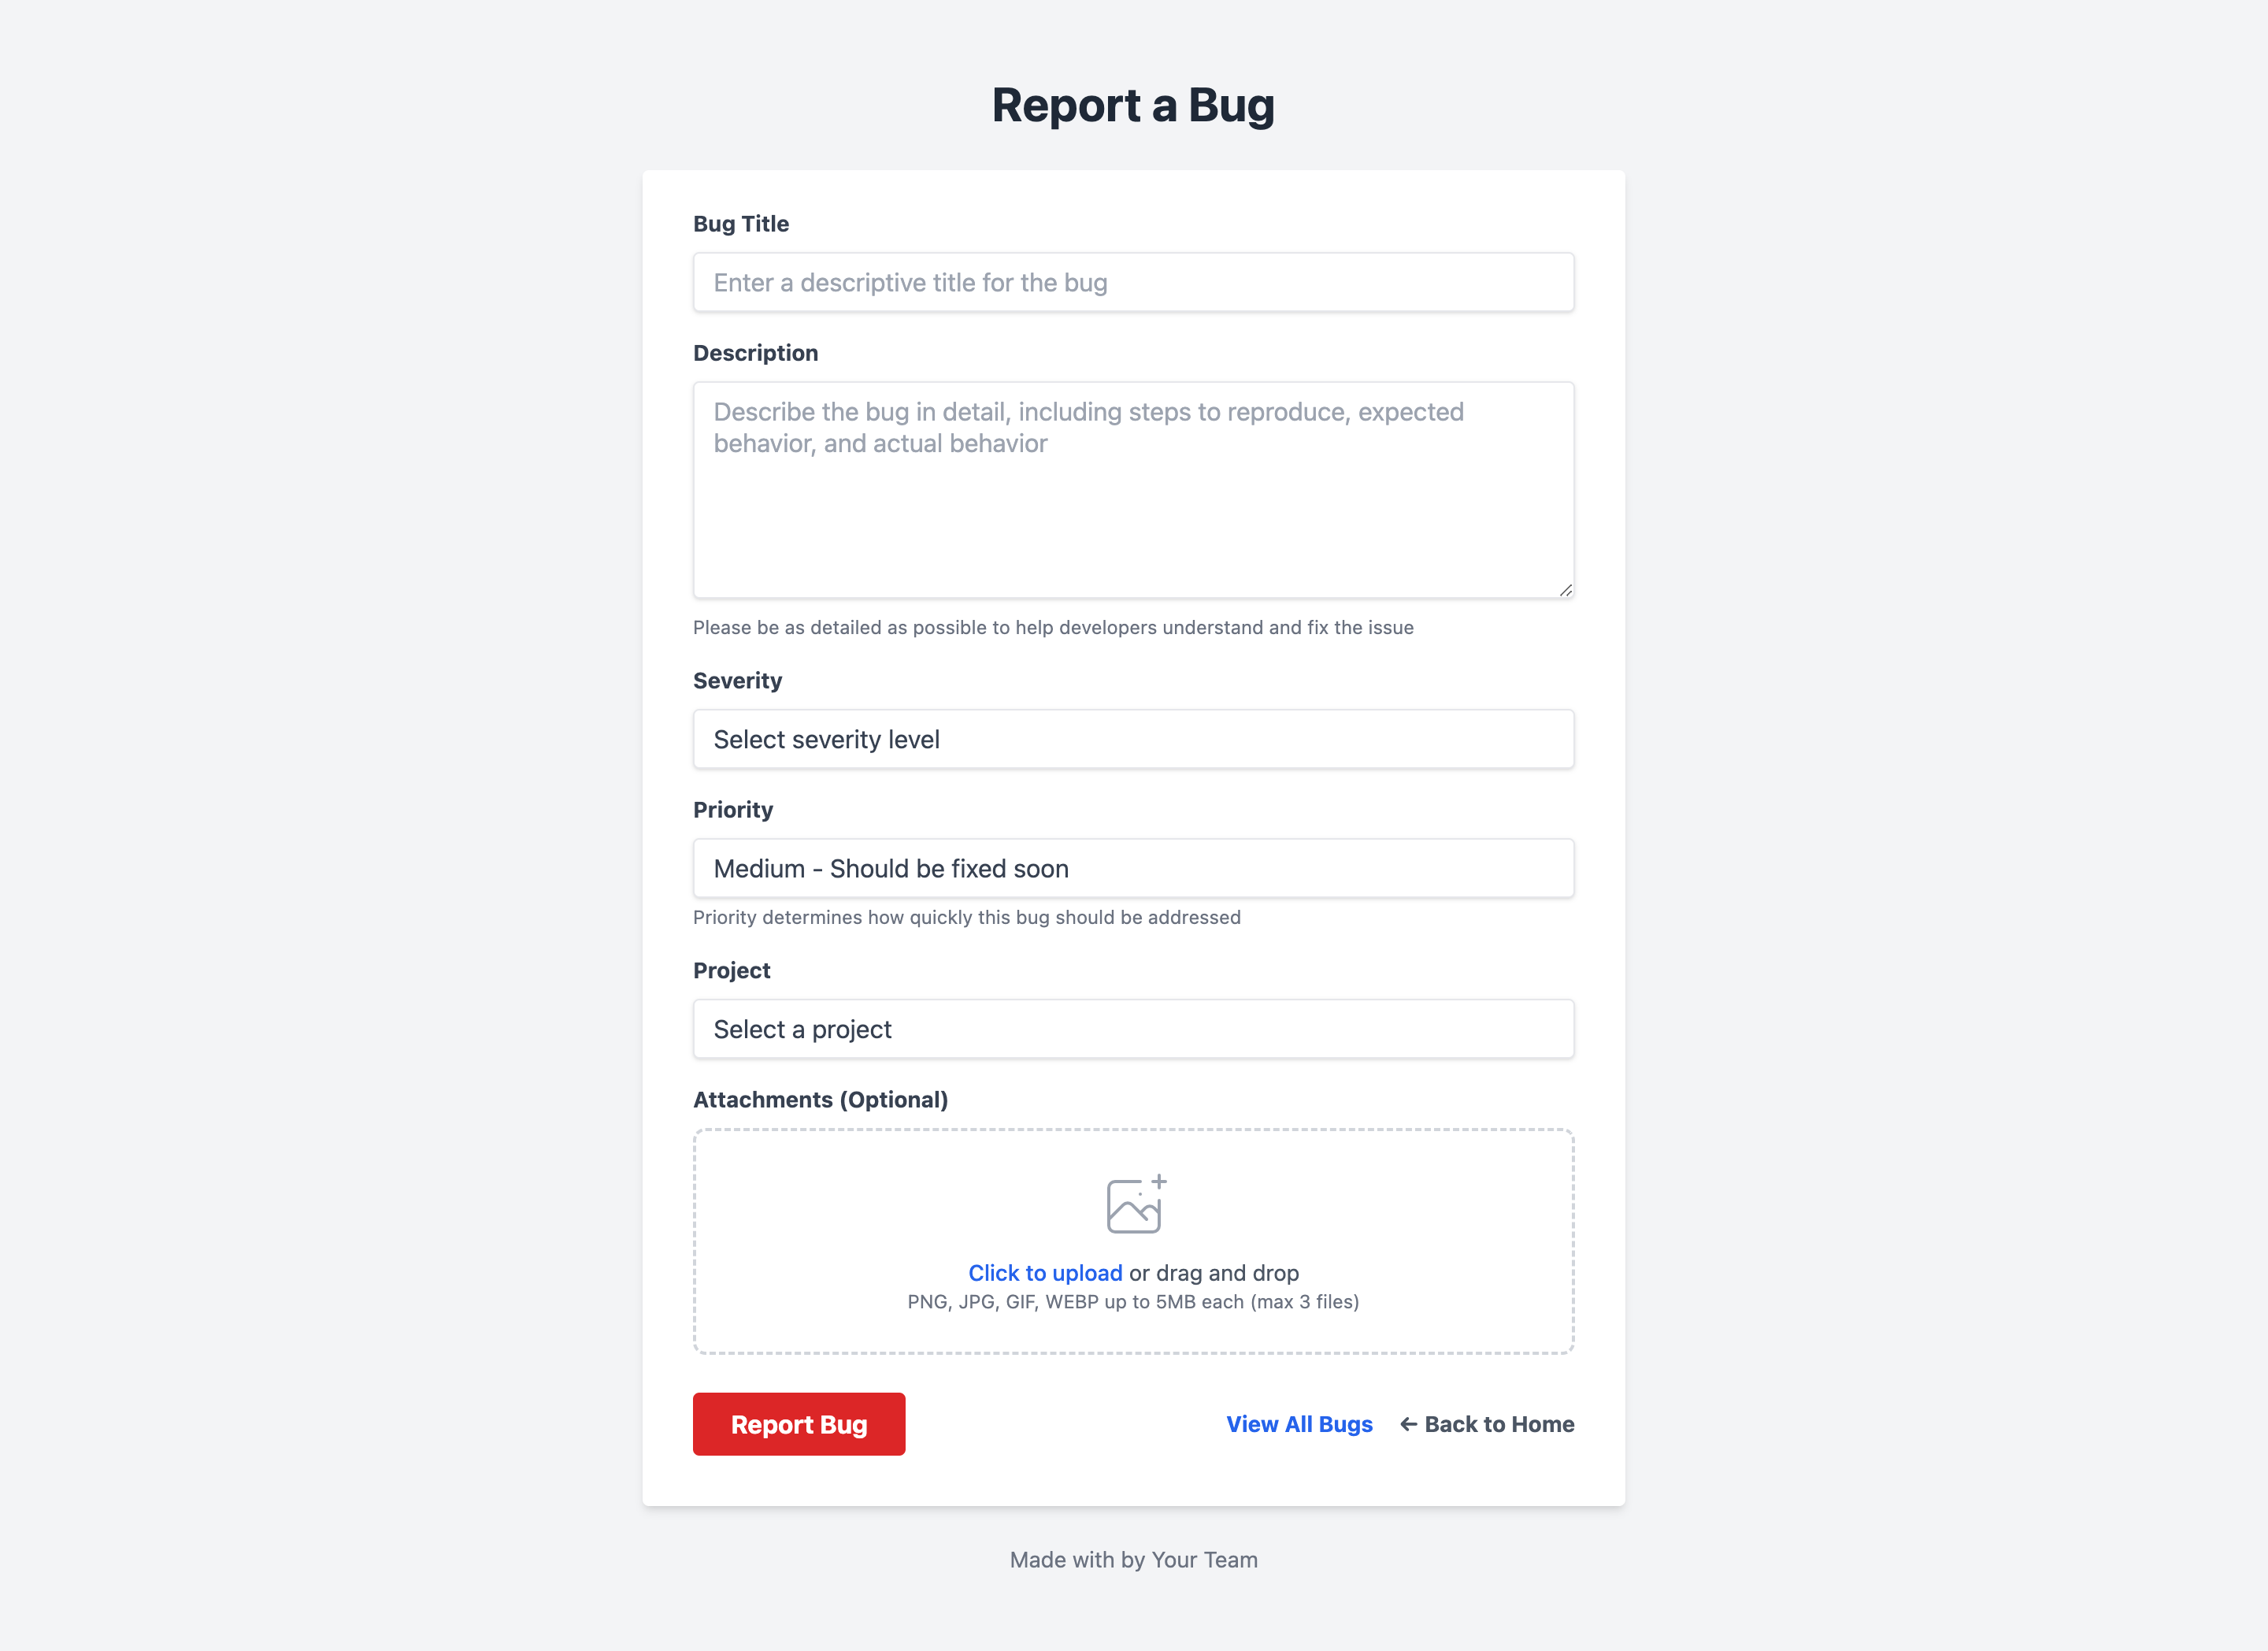 Report a Bug
Bug Title
Enter a descriptive title for the bug
Description
Describe the bug in detail, including steps to reproduce, expected
behavior, and actual behavior
Please be as detailed as possible to help developers understand and fix the issue
Severity
Select severity level
Priority
Medium - Should be fixed soon
Priority determines how quickly this bug should be addressed
Project
Select a project
Attachments (Optional)
Click to upload or drag and drop
PNG, JPG, GIF, WEBP up to 5MB each (max 3 files)
Report Bug
View All Bugs
← Back to Home
Made with by Your Team